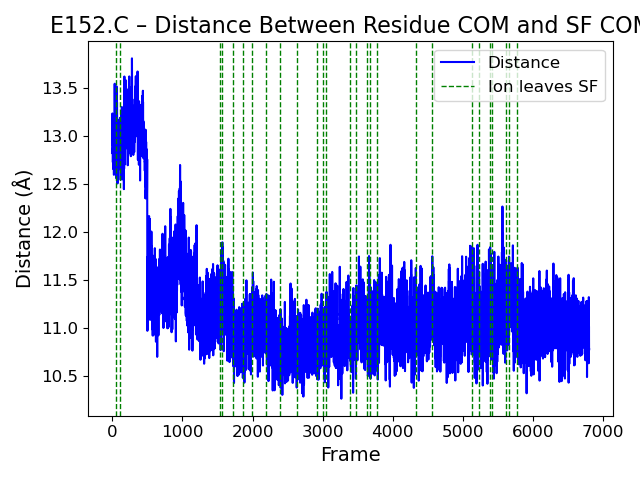 E152.C – Distance Between Residue COM and SF COM
Distance (Å)
13.5
13.0
12.5
12.0
11.5
11.0
10.5
Distance
Ion leaves SF
0 1000 2000 3000 4000 5000 6000 7000
Frame